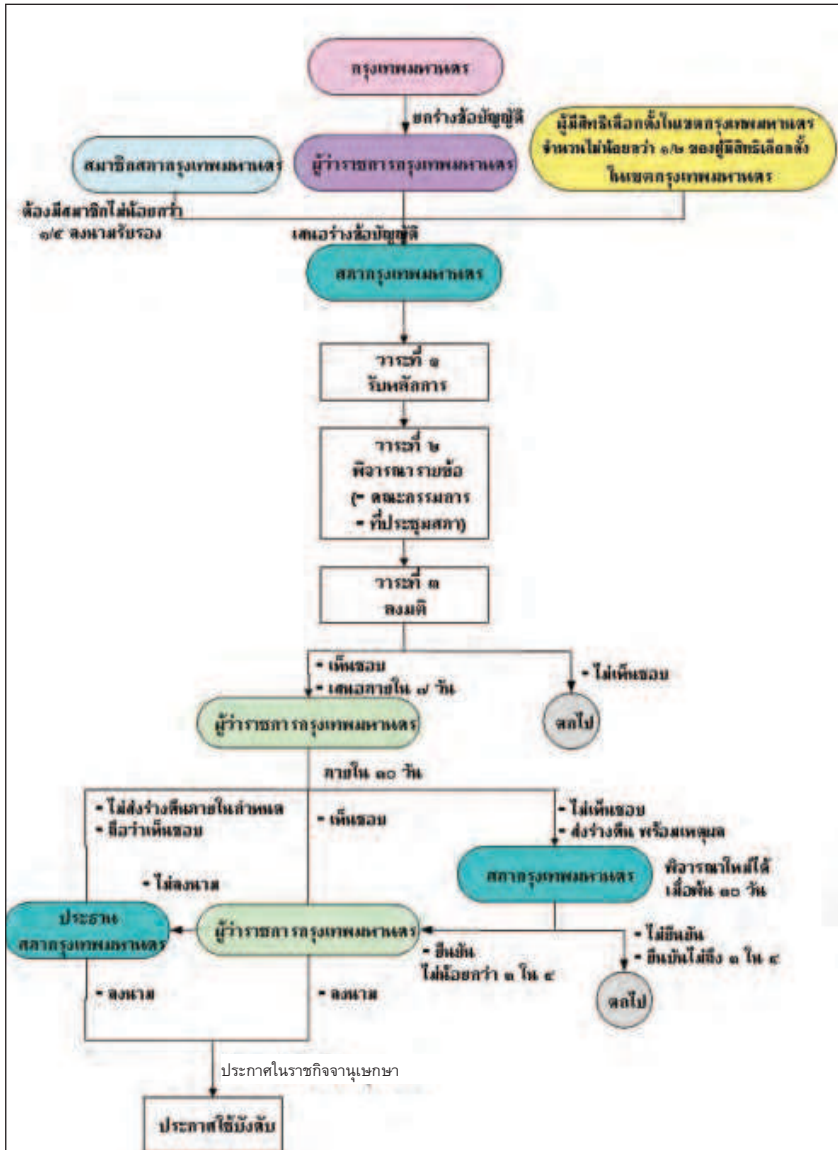 กรุงเทพมหานคร
ยกร่างข้อบัญญัติ
สมาชิกสภากรุงเทพมหานคร
ผู้ว่าราชการกรุงเทพมหานคร
ผู้มีสิทธิเลือกตั้งในเขตกรุงเทพมหานคร
จำนวนไม่น้อยกว่า ๑/๒ ของผู้มีสิทธิเลือกตั้ง
ในเขตกรุงเทพมหานคร
ต้องมีสมาชิกไม่น้อยกว่า
๑/๕ ลงนามรับรอง
เสนอร่างข้อบัญญัติ
สภากรุงเทพมหานคร
วาระที่ ๑
รับหลักการ
วาระที่ ๒
พิจารณารายข้อ
(- คณะกรรมการ
- ที่ประชุมสภา)
วาระที่ ๓
ลงมติ
- เห็นชอบ
- เสนอภายใน ๗ วัน
- ไม่เห็นชอบ
ผู้ว่าราชการกรุงเทพมหานคร
ตกไป
ภายใน ๓๐ วัน
- ไม่ส่งร่างคืนภายในกำหนด
- ถือว่าเห็นชอบ
- เห็นชอบ
- ไม่เห็นชอบ
- ส่งร่างคืน พร้อมเหตุผล
สภากรุงเทพมหานคร
พิจารณาใหม่ได้
เมื่อพ้น ๓๐ วัน
- ไม่ลงนาม
ประธาน
สภากรุงเทพมหานคร
ผู้ว่าราชการกรุงเทพมหานคร
- ยืนยัน
ไม่น้อยกว่า ๓ ใน ๔
- ไม่ยืนยัน
- ยืนยันไม่ถึง ๓ ใน ๔
ตกไป
- ลงนาม
- ลงนาม
ประกาศในราชกิจจานุเษกษา
ประกาศใช้บังคับ